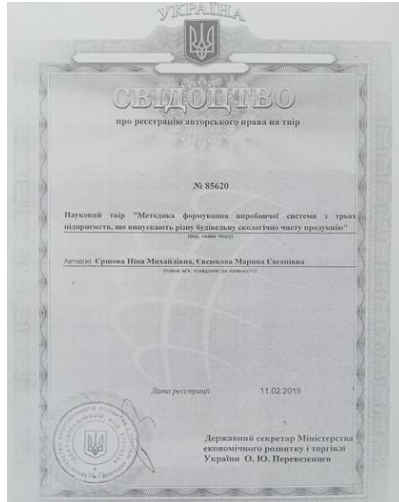 УКРАЇНА
СВІДОЦТВО
про реєстрацію авторського права на твір
№ 85620
Науковий твір "Методика формування виробничої системи з трьох
підприємств, що випускають різну будівельну екологічно чисту продукцію"
(вид, назва твору)
Автор(и) Єршова Ніна Михайлівна, Євсюкова Марина Євгенівна
(повне ім'я, псевдонім (за наявності))
Дата реєстрації 11.02.2019
Державний секретар Міністерства
економічного розвитку і торгівлі
України О. Ю. Перевезенцев